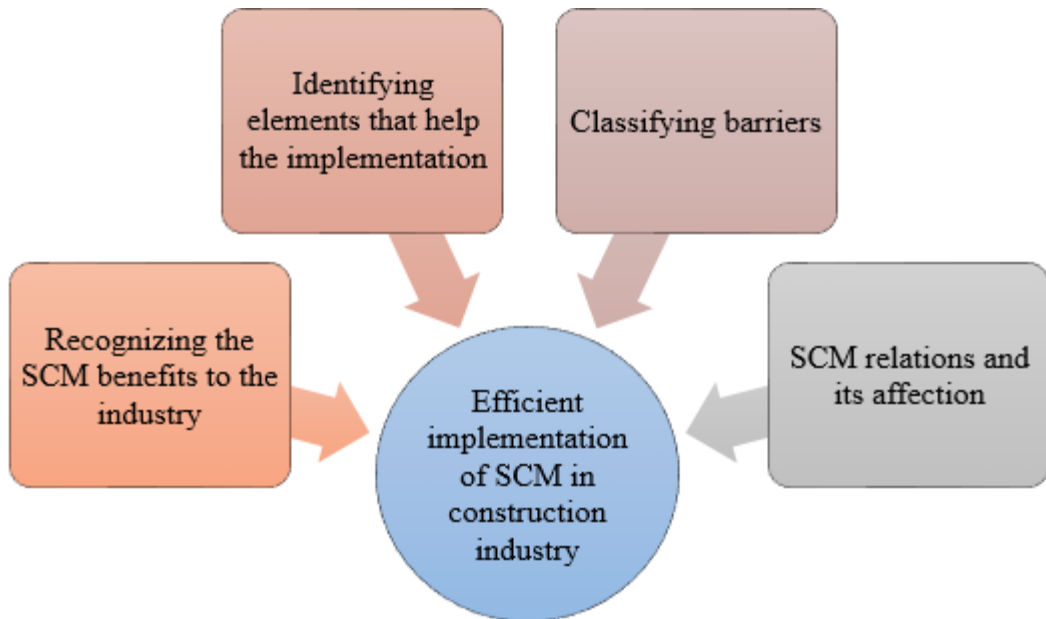 Identifying
elements that help
the implementation
Classifying barriers
Recognizing the
SCM benefits to the
industry
SCM relations and
its affection
Efficient
implementation
of SCM in
construction
industry